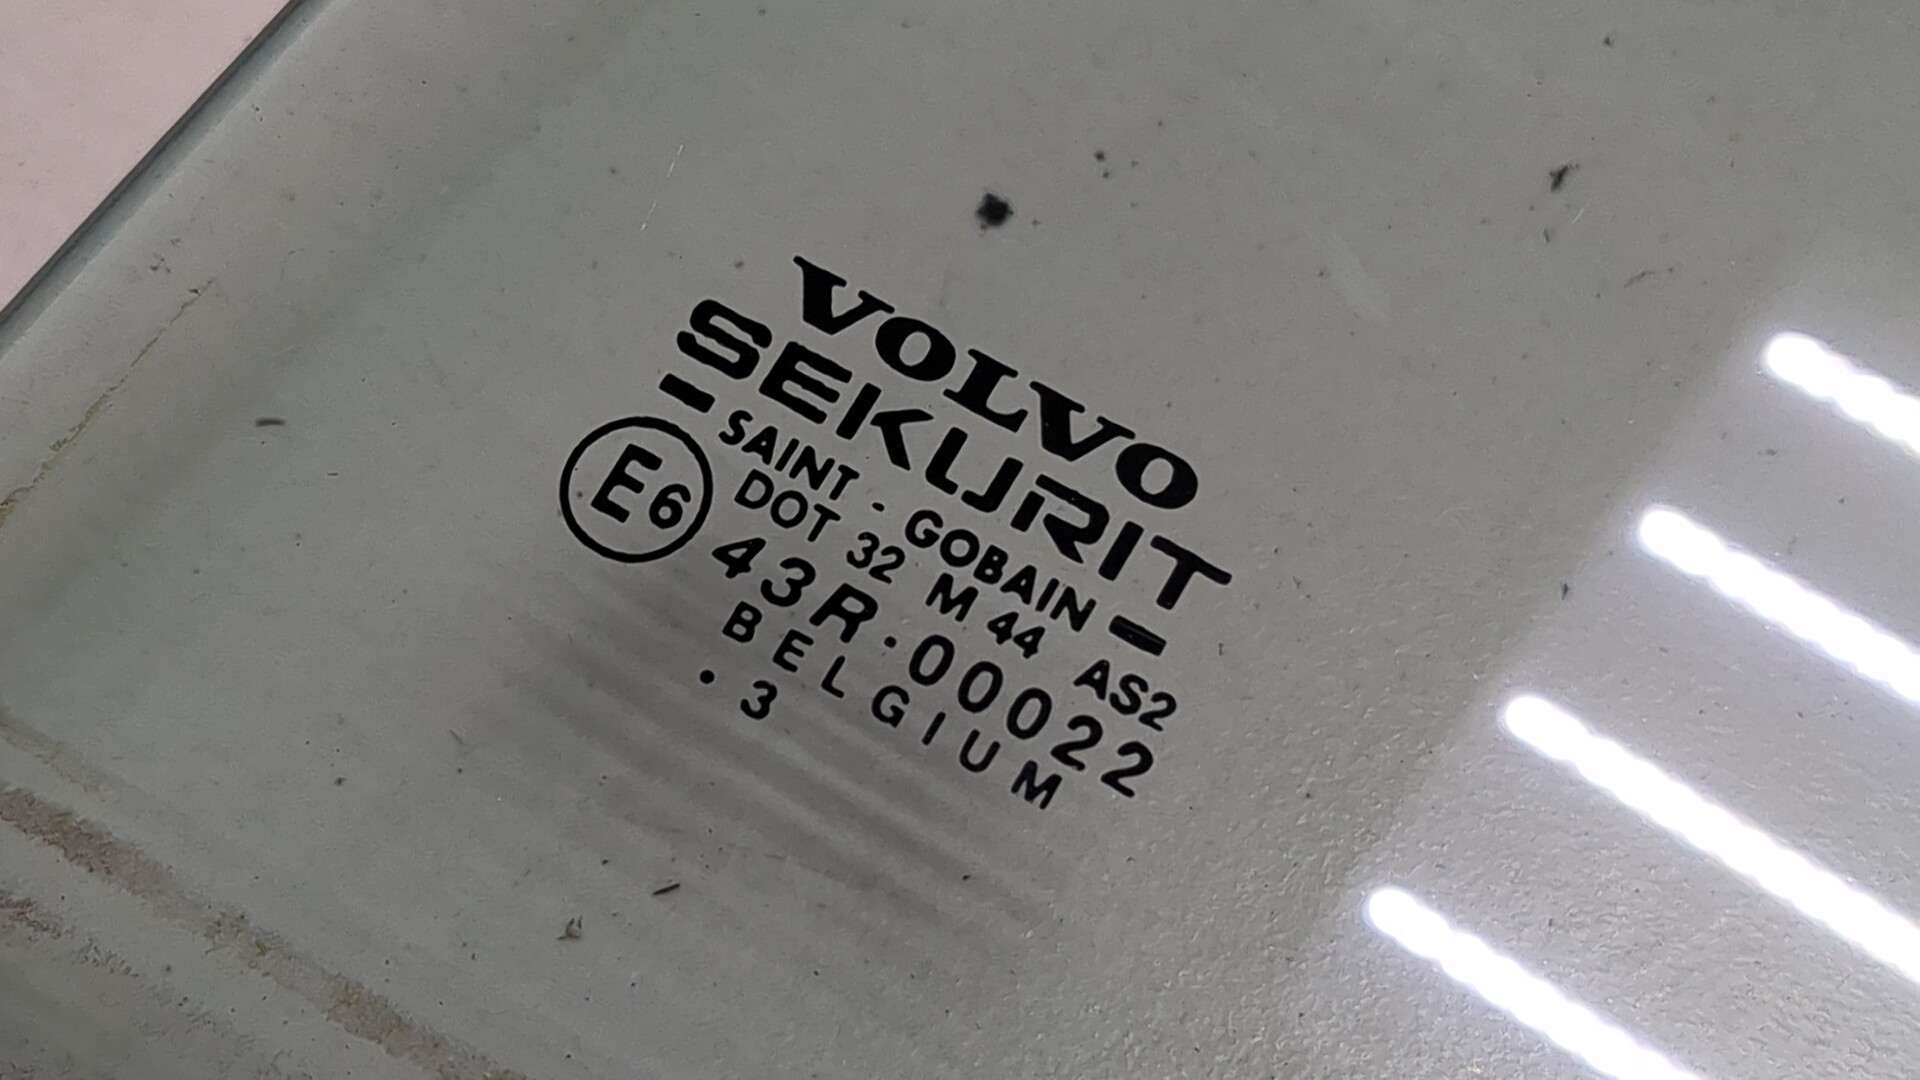 VOLVO
SEKURIT
SAINT - GOBAIN
E6
DOT 32 M 44 AS2
43R·00022
BELGIUM
. 3